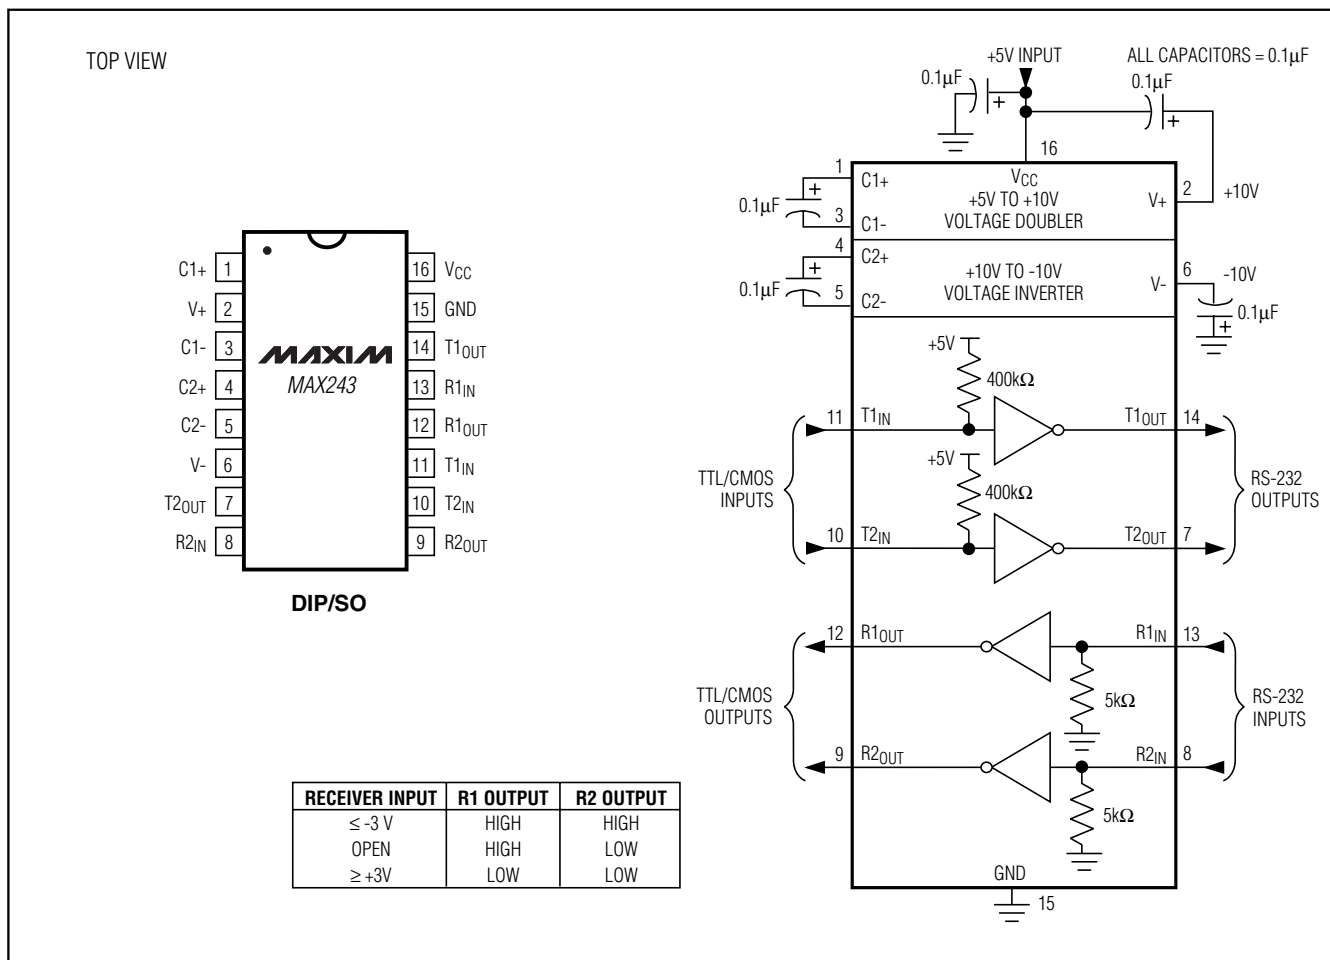 TOP VIEW
C1+ 1
V+ 2
C1- 3
C2+ 4
C2- 5
V- 6
T2OUT 7
R2IN 8
16 VCC
15 GND
14 T1OUT
13 R1IN
12 R1OUT
11 T1IN
10 T2IN
9 R2OUT
MAXIM
MAX243
DIP/SO
RECEIVER INPUT R1 OUTPUT R2 OUTPUT
≤ -3 V HIGH HIGH
OPEN HIGH LOW
≥ +3V LOW LOW
+5V INPUT
ALL CAPACITORS = 0.1µF
0.1µF
+
0.1µF
+
16
VCC
+5V TO +10V
VOLTAGE DOUBLER
1
C1+
+
0.1µF
3
C1-
2
V+
+10V
4
C2+
+
0.1µF
5
C2-
+10V TO -10V
VOLTAGE INVERTER
6
V-
-10V
0.1µF
+
+5V
400kΩ
11
T1IN
T1OUT
14
+5V
400kΩ
TTL/CMOS
INPUTS
RS-232
OUTPUTS
10
T2IN
T2OUT
7
12
R1OUT
R1IN
13
5kΩ
TTL/CMOS
OUTPUTS
RS-232
INPUTS
9
R2OUT
R2IN
8
5kΩ
GND
15